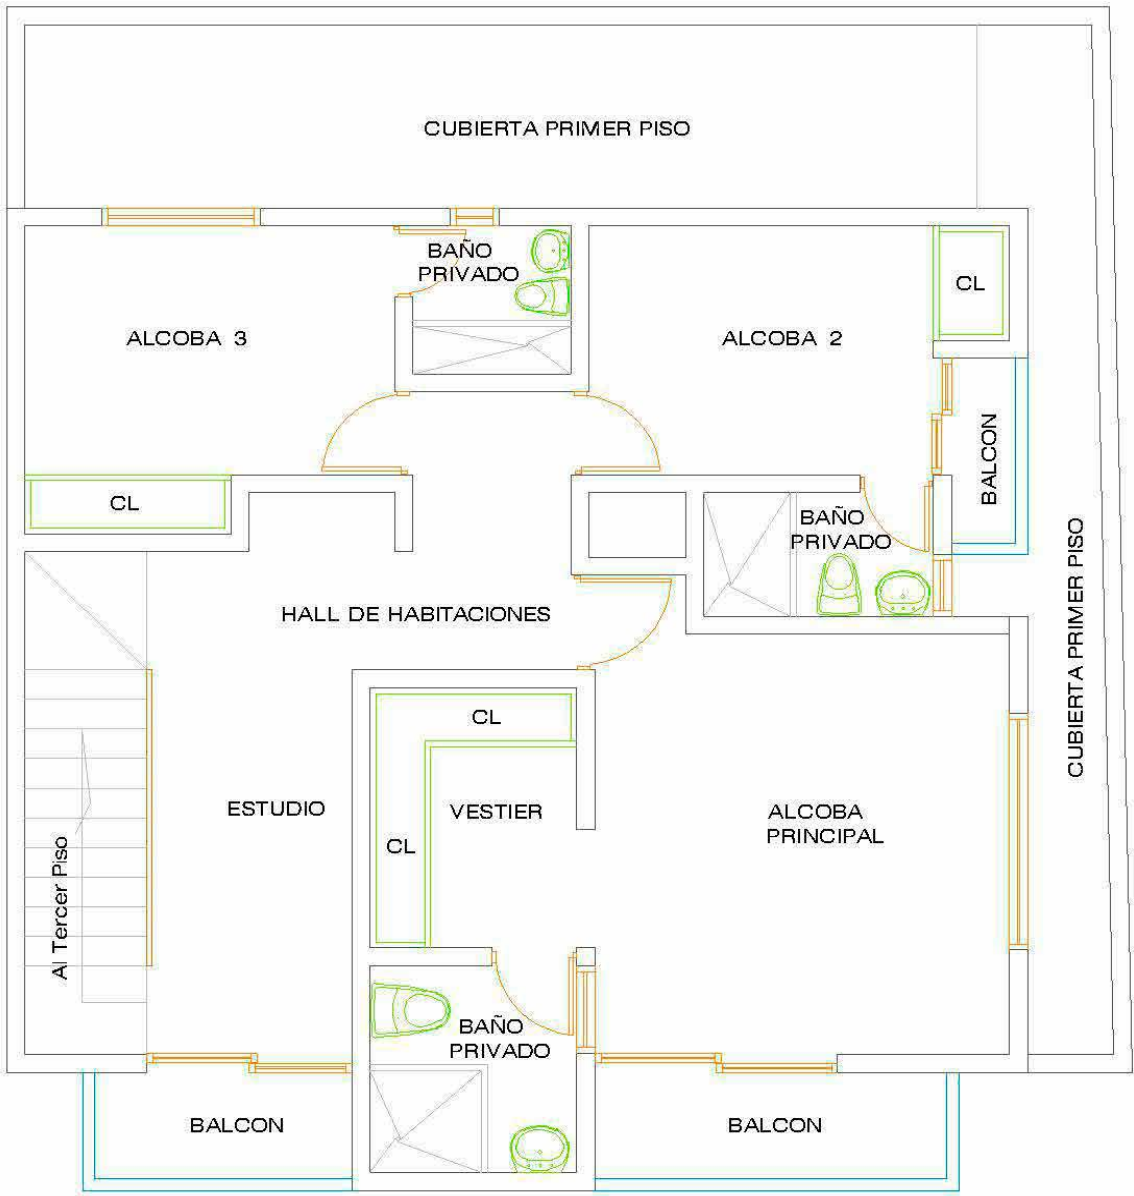 CUBIERTA PRIMER PISO
BAÑO
PRIVADO
CL
ALCOBA 3
ALCOBA 2
BALCON
CL
BAÑO
PRIVADO
CUBIERTA PRIMER PISO
HALL DE HABITACIONES
CL
ESTUDIO
VESTIER
ALCOBA
PRINCIPAL
CL
Al Tercer Piso
BAÑO
PRIVADO
BALCON
BALCON